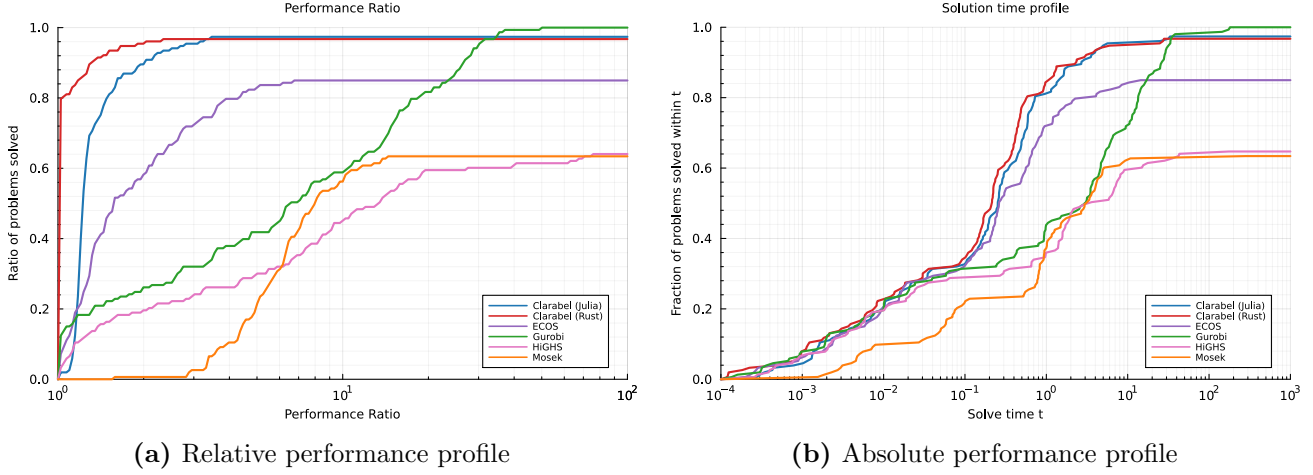 Performance Ratio
Ratio of problems solved
1.0
0.8
0.6
0.4
0.2
0.0
10^0
10^1
10^2
Performance Ratio
Clarabel (Julia)
Clarabel (Rust)
ECOS
Gurobi
HiGHS
Mosek
(a) Relative performance profile
Solution time profile
Fraction of problems solved within t
1.0
0.8
0.6
0.4
0.2
0.0
10^-4
10^-3
10^-2
10^-1
10^0
10^1
10^2
10^3
Solve time t
Clarabel (Julia)
Clarabel (Rust)
ECOS
Gurobi
HiGHS
Mosek
(b) Absolute performance profile